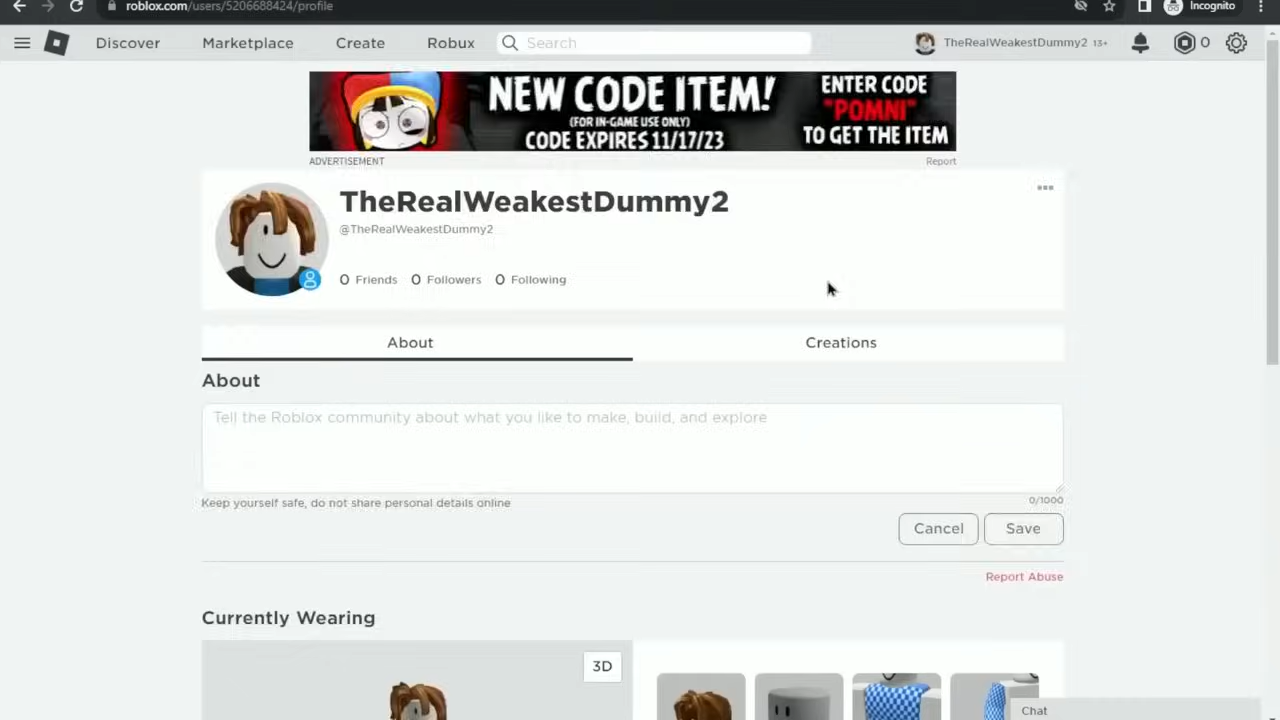 roblox.com/users/5206688424/profile
Incognito
Discover
Marketplace
Create
Robux
Search
TheRealWeakestDummy2 13+
0
NEW CODE ITEM!
(FOR IN-GAME USE ONLY)
CODE EXPIRES 11/17/23
ENTER CODE
"POMNI"
TO GET THE ITEM
ADVERTISEMENT
Report
TheRealWeakestDummy2
@TheRealWeakestDummy2
0 Friends
0 Followers
0 Following
About
Creations
About
Tell the Roblox community about what you like to make, build, and explore
Keep yourself safe, do not share personal details online
0/1000
Cancel
Save
Report Abuse
Currently Wearing
3D
Chat